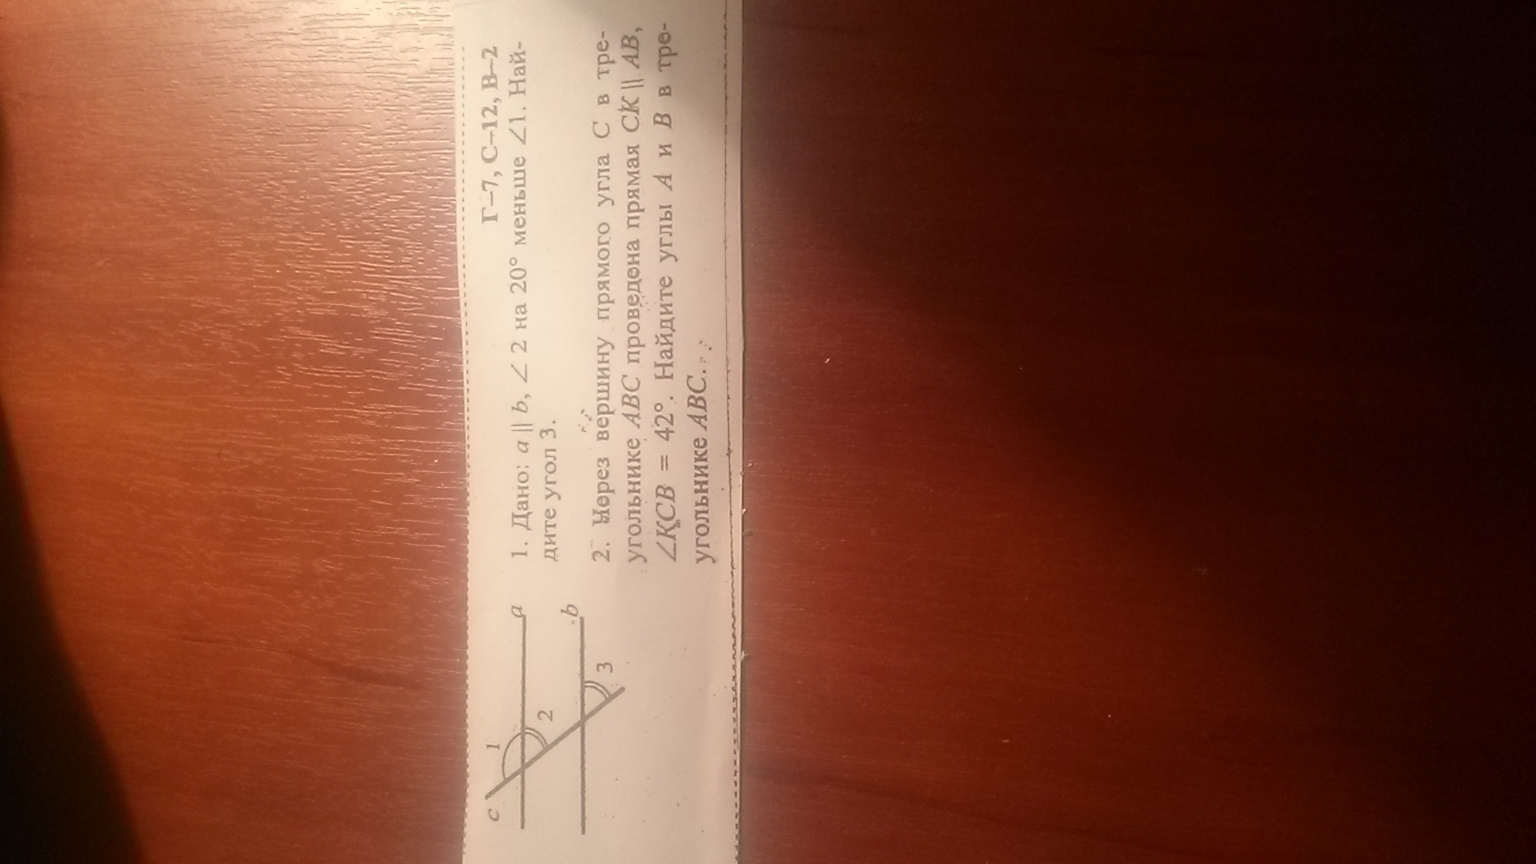 Г—7, С—12, В—2
1. Дано: a || b, ∠ 2 на 20° меньше ∠1. Най-
дите угол 3.
2. Через вершину прямого угла C в тре-
угольнике ABC проведена прямая CK || AB,
∠KCB = 42°. Найдите углы A и B в тре-
угольнике ABC.
c
1
a
2
b
3